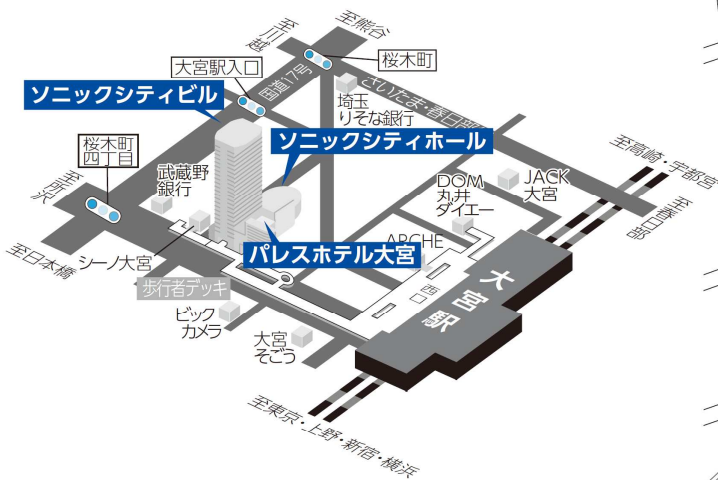 至熊谷
至川越
桜木町
大宮駅入口
国道17号
さいたま・春日部
ソニックシティビル
埼玉
りそな銀行
ソニックシティホール
桜木町
四丁目
武蔵野
銀行
至高崎・宇都宮
JACK
大宮
DOM
丸井
ダイエー
至所沢
至春日部
至日本橋
シーノ大宮
パレスホテル大宮
ARCHE
歩行者デッキ
西口
大宮駅
ビック
カメラ
大宮
そごう
至東京・上野・新宿・横浜